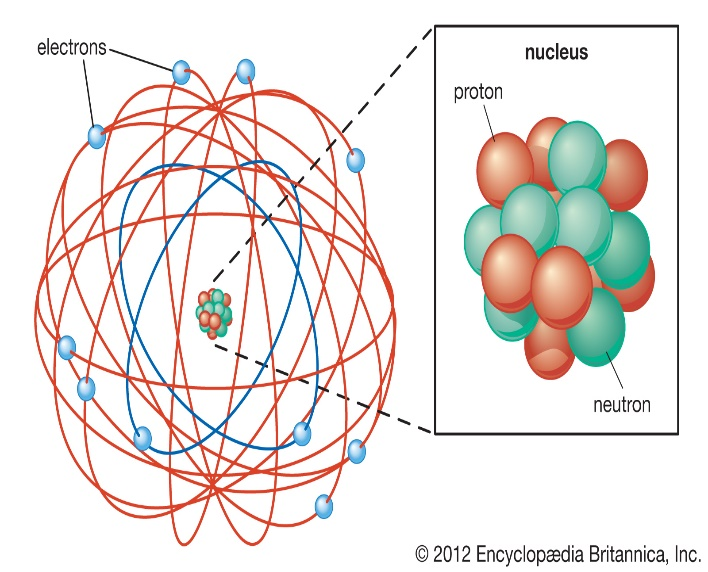 electrons
nucleus
proton
neutron
© 2012 Encyclopædia Britannica, Inc.